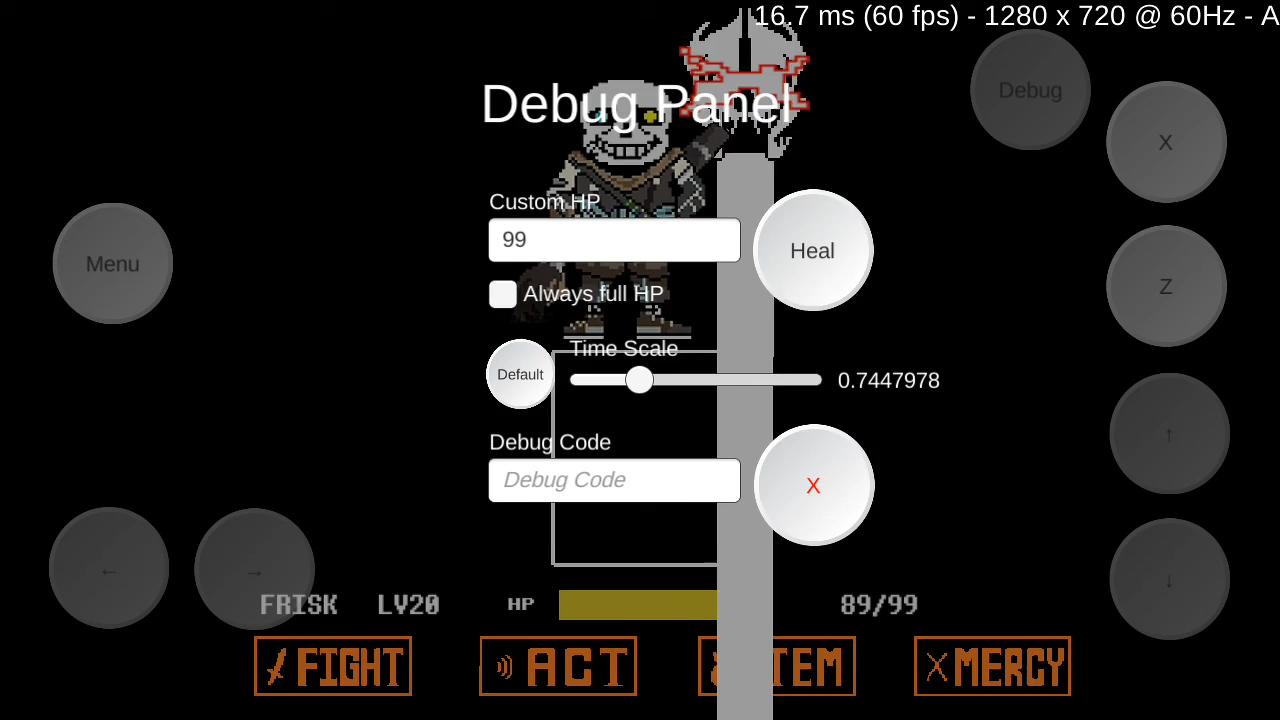 16.7 ms (60 fps) - 1280 x 720 @ 60Hz - A
Debug Panel
Debug
X
Custom HP
99
Heal
Menu
Z
Always full HP
Time Scale
Default
0.7447978
↑
Debug Code
Debug Code
X
←
→
↓
FRISK LV20 HP 89/99
FIGHT
ACT
TEM
MERCY